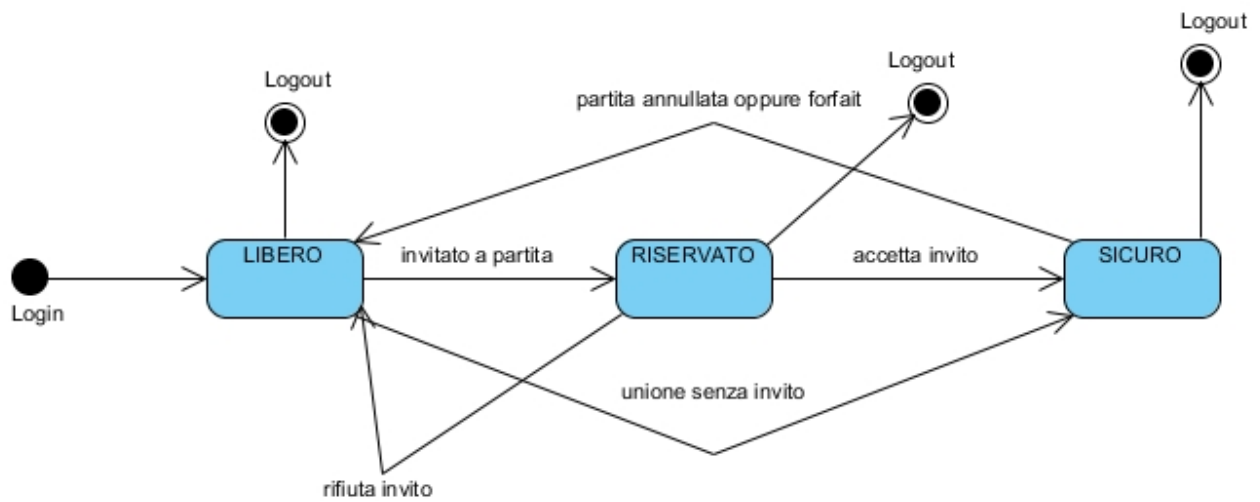 Logout
Logout
Logout
partita annullata oppure forfait
LIBERO
invitato a partita
RISERVATO
accetta invito
SICURO
Login
unione senza invito
rifiuta invito